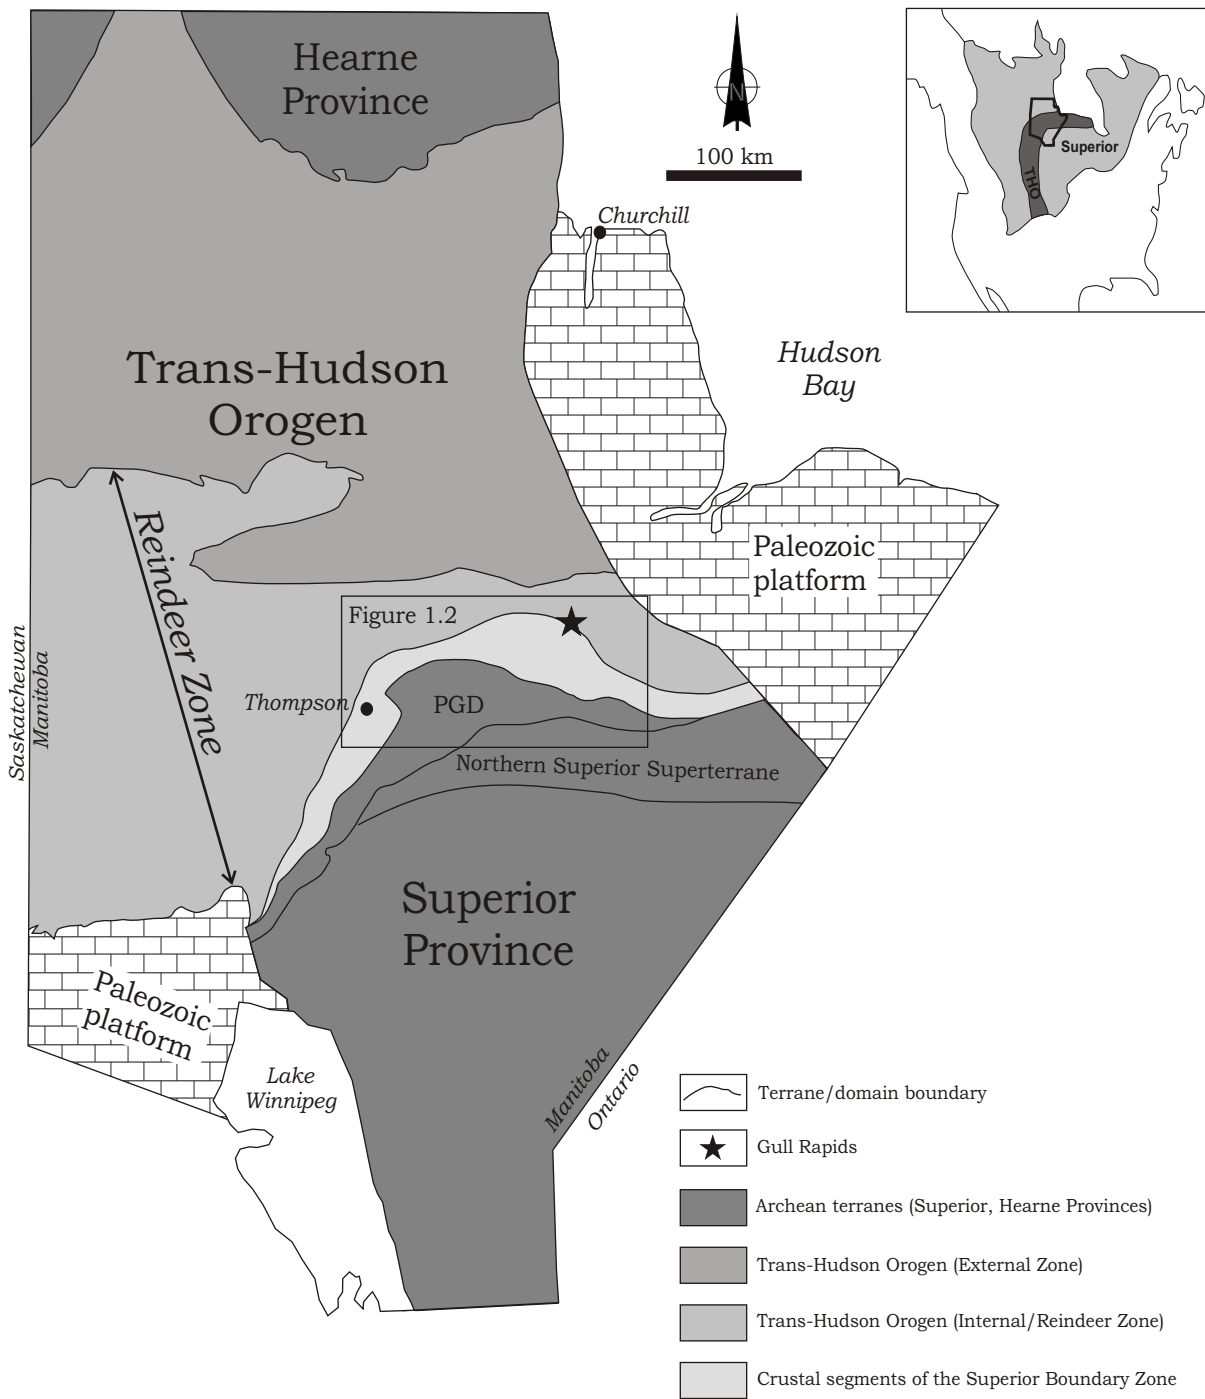 Hearne
Province
N
100 km
Superior
THO
Churchill
Hudson
Bay
Trans-Hudson
Orogen
Reindeer Zone
Paleozoic
platform
Figure 1.2
Saskatchewan
Manitoba
Thompson
PGD
Northern Superior Superterrane
Superior
Province
Paleozoic
platform
Lake
Winnipeg
Manitoba
Ontario
Terrane/domain boundary
Gull Rapids
Archean terranes (Superior, Hearne Provinces)
Trans-Hudson Orogen (External Zone)
Trans-Hudson Orogen (Internal/Reindeer Zone)
Crustal segments of the Superior Boundary Zone